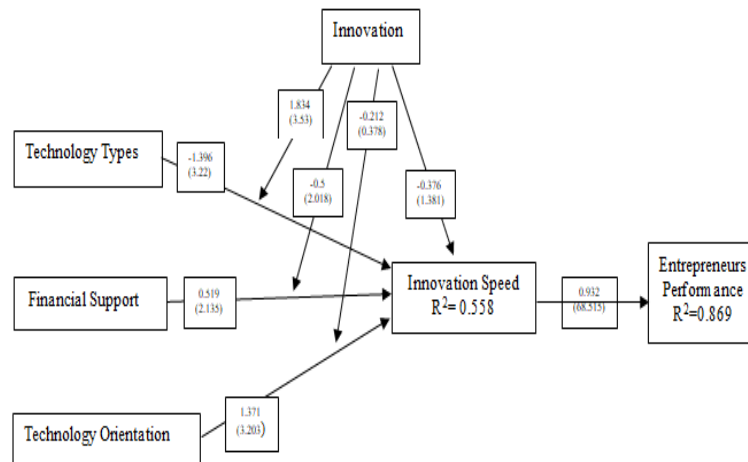 Innovation
1.834
(3.53)
-0.212
(0.378)
Technology Types
-1.396
(3.22)
-0.5
(2.018)
-0.376
(1.381)
Financial Support
0.519
(2.135)
Innovation Speed
R²= 0.558
0.932
(68.515)
Entrepreneurs
Performance
R²=0.869
Technology Orientation
1.371
(3.203)